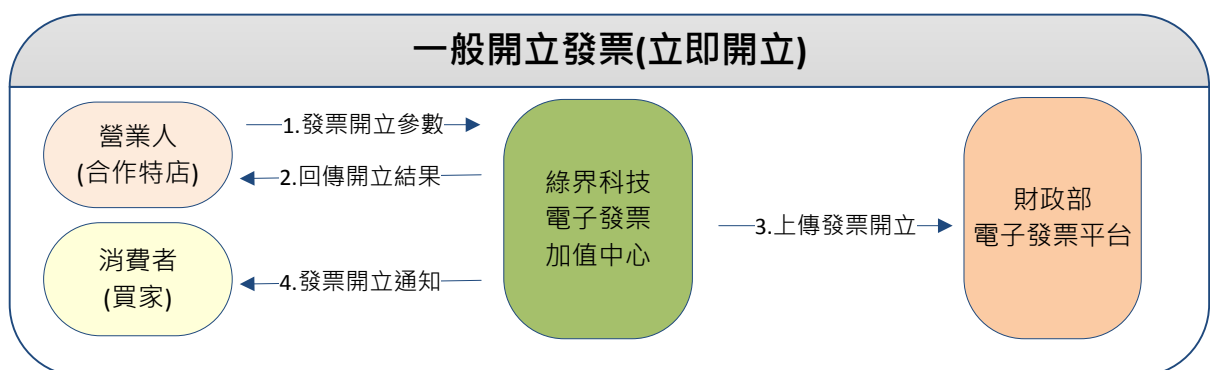 一般開立發票(立即開立)
營業人
(合作特店)
1.發票開立參數
2.回傳開立結果
消費者
(買家)
4.發票開立通知
綠界科技
電子發票
加值中心
3.上傳發票開立
財政部
電子發票平台